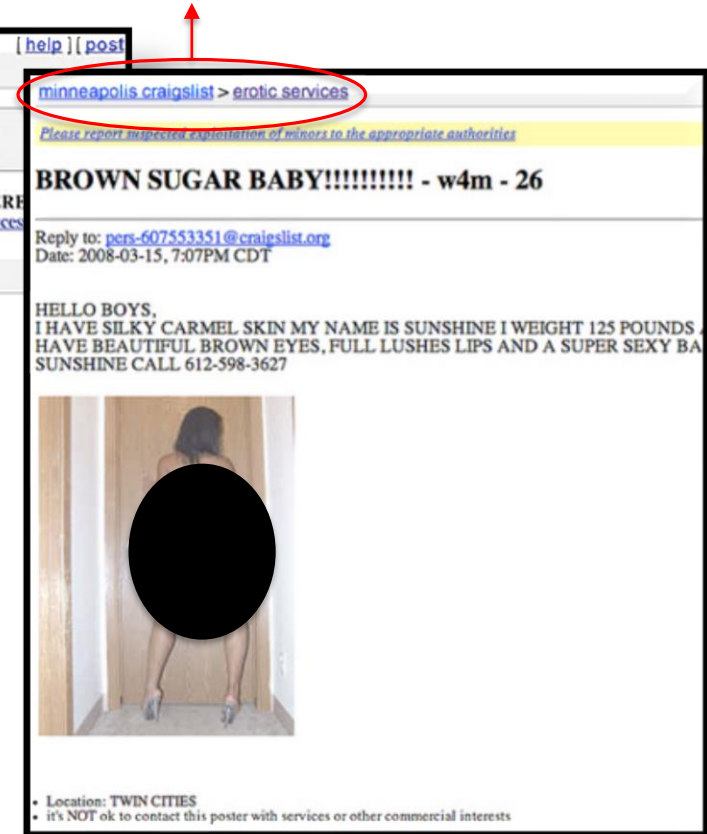 [ help ][ post
minneapolis craigslist > erotic services
Please report suspected exploitation of minors to the appropriate authorities
BROWN SUGAR BABY!!!!!!!!!! - w4m - 26
RE
ces
Reply to: pers-607553351@craigslist.org
Date: 2008-03-15, 7:07PM CDT
HELLO BOYS,
I HAVE SILKY CARMEL SKIN MY NAME IS SUNSHINE I WEIGHT 125 POUNDS
HAVE BEAUTIFUL BROWN EYES, FULL LUSHES LIPS AND A SUPER SEXY BA
SUNSHINE CALL 612-598-3627
• Location: TWIN CITIES
• it's NOT ok to contact this poster with services or other commercial interests